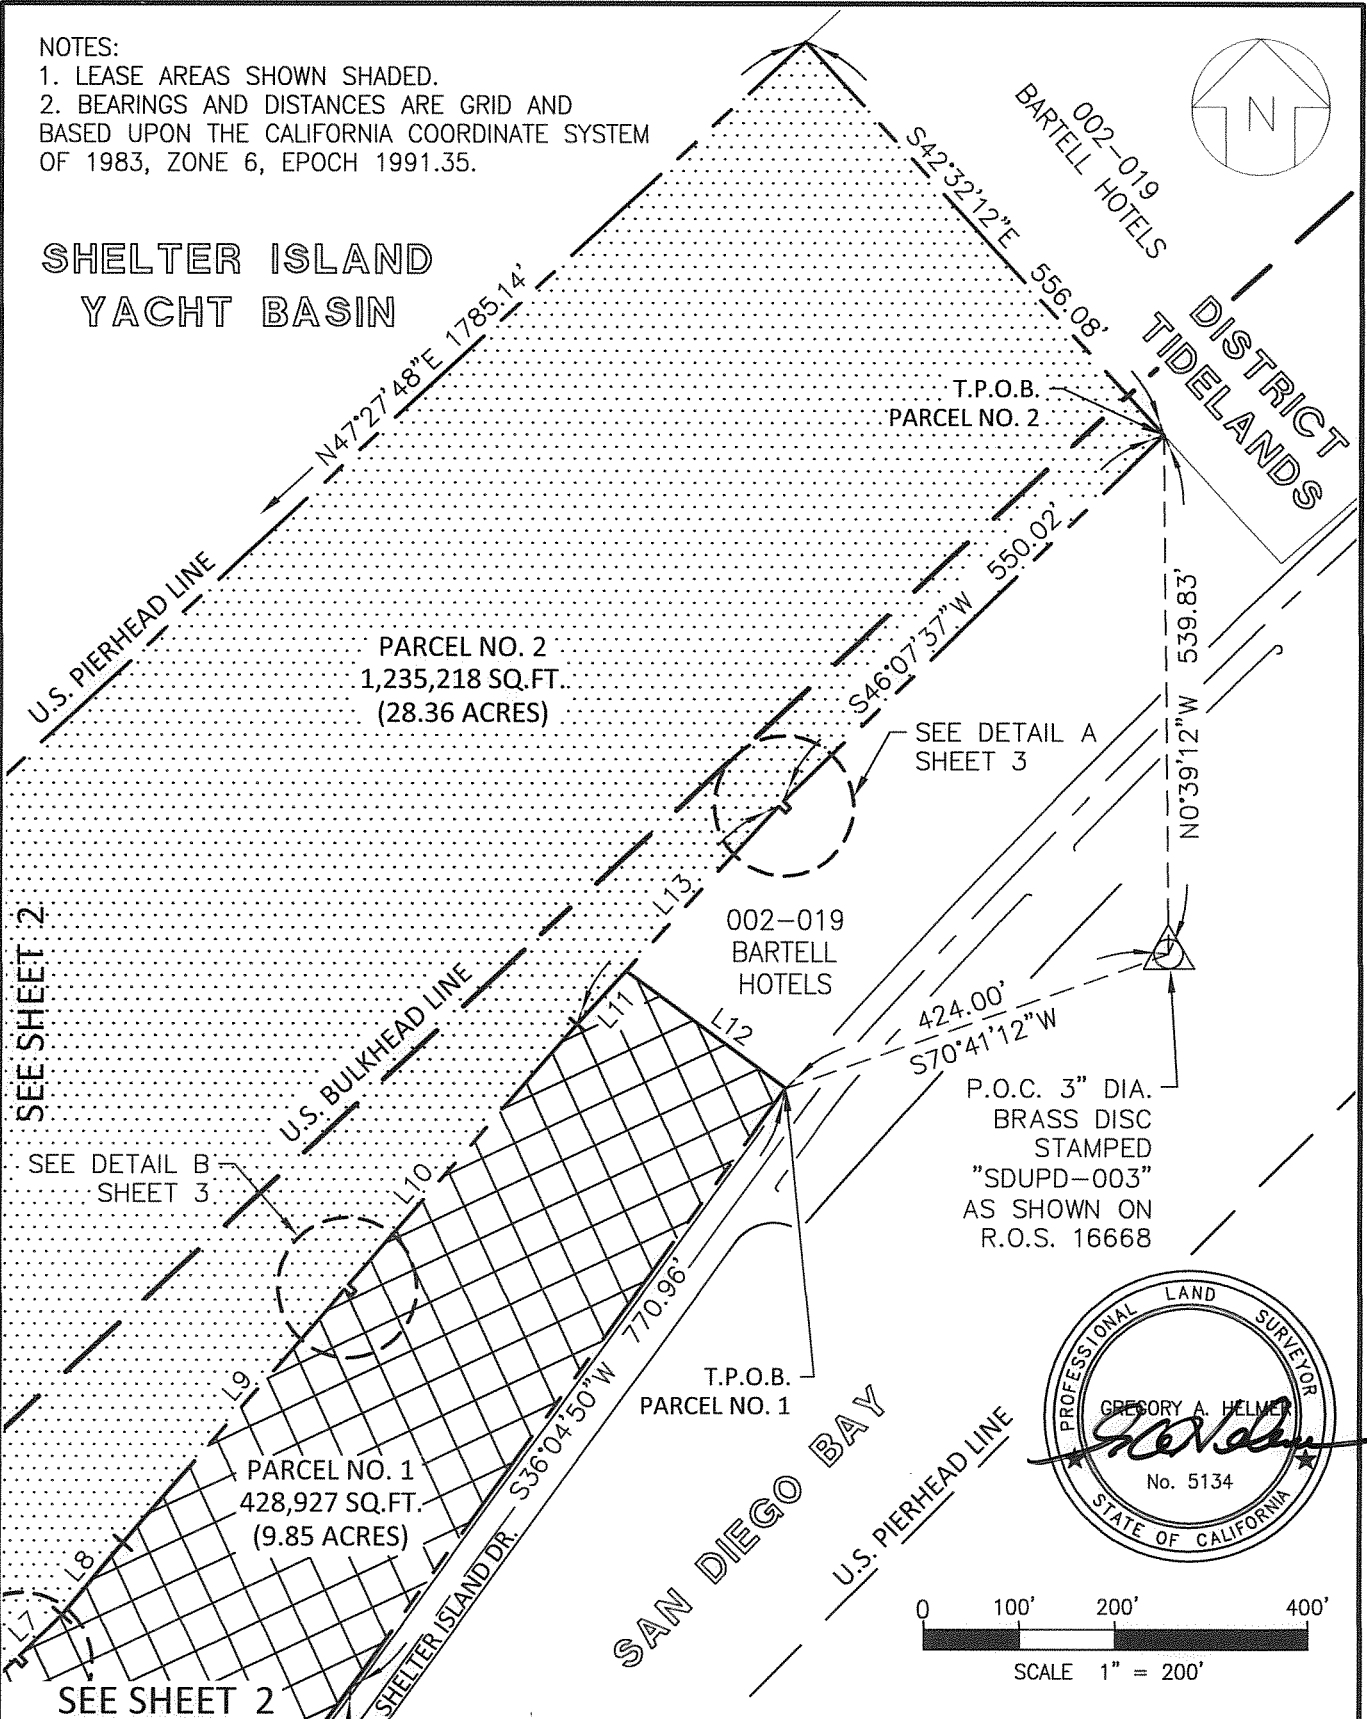 NOTES:
1. LEASE AREAS SHOWN SHADED.
2. BEARINGS AND DISTANCES ARE GRID AND
BASED UPON THE CALIFORNIA COORDINATE SYSTEM
OF 1983, ZONE 6, EPOCH 1991.35.
SHELTER ISLAND
YACHT BASIN
002-019
BARTELL HOTELS
N
S42°32'12"E 556.08'
DISTRICT
TIDELANDS
N47°27'48"E 1785.14'
T.P.O.B.
PARCEL NO. 2
U.S. PIERHEAD LINE
S46°07'37"W 550.02'
N0°39'12"W 539.83'
PARCEL NO. 2
1,235,218 SQ.FT.
(28.36 ACRES)
SEE DETAIL A
SHEET 3
L13
002-019
BARTELL
HOTELS
SEE SHEET 2
U.S. BULKHEAD LINE
L11
L12
424.00'
S70°41'12"W
P.O.C. 3" DIA.
BRASS DISC
STAMPED
"SDUPD-003"
AS SHOWN ON
R.O.S. 16668
SEE DETAIL B
SHEET 3
L10
L9
S36°04'50"W 770.96'
T.P.O.B.
PARCEL NO. 1
PARCEL NO. 1
428,927 SQ.FT.
(9.85 ACRES)
L8
L7
SHELTER ISLAND DR.
SAN DIEGO BAY
U.S. PIERHEAD LINE
PROFESSIONAL LAND SURVEYOR
GREGORY A. HELMER
No. 5134
STATE OF CALIFORNIA
0 100' 200' 400'
SCALE 1" = 200'
SEE SHEET 2